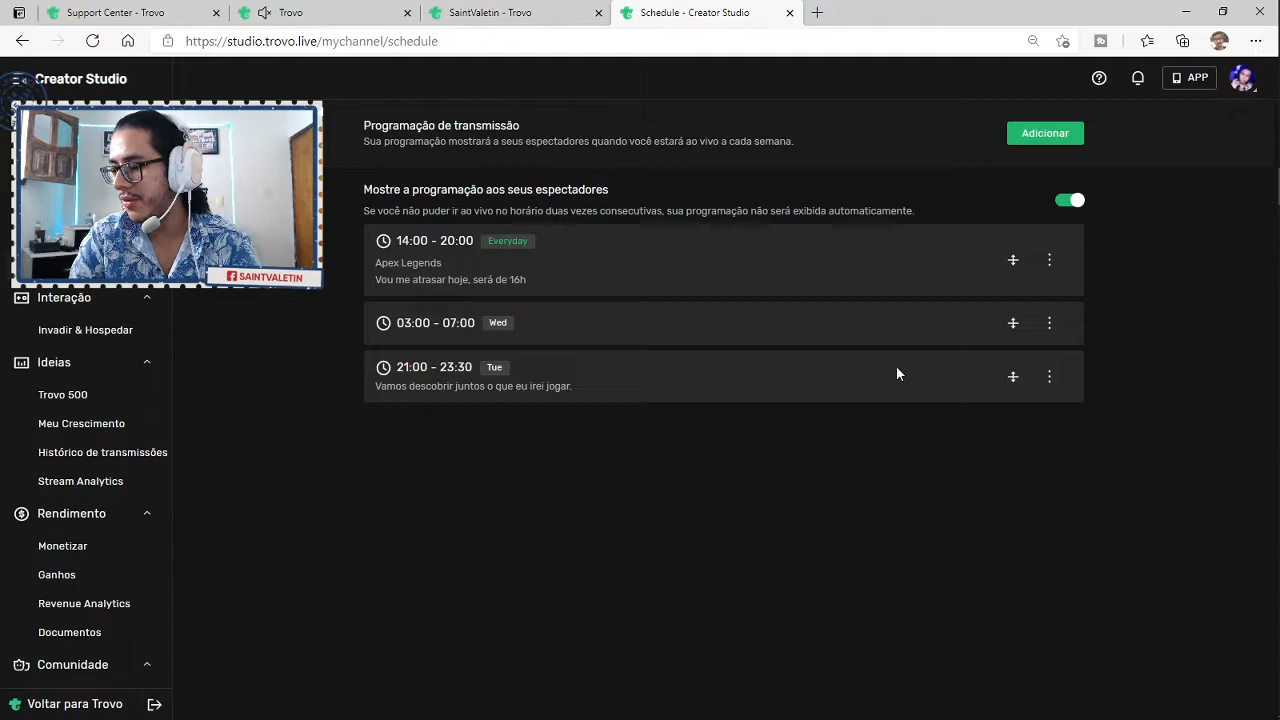 Support Center - Trovo
Trovo
SaintValetin - Trovo
Schedule - Creator Studio
https://studio.trovo.live/mychannel/schedule
Creator Studio
APP
SAINTVALETIN
Interação
Invadir & Hospedar
Ideias
Trovo 500
Meu Crescimento
Histórico de transmissões
Stream Analytics
Rendimento
Monetizar
Ganhos
Revenue Analytics
Documentos
Comunidade
Voltar para Trovo
Programação de transmissão
Sua programação mostrará a seus espectadores quando você estará ao vivo a cada semana.
Adicionar
Mostre a programação aos seus espectadores
Se você não puder ir ao vivo no horário duas vezes consecutivas, sua programação não será exibida automaticamente.
14:00 - 20:00 Everyday
Apex Legends
Vou me atrasar hoje, será de 16h
03:00 - 07:00 Wed
21:00 - 23:30 Tue
Vamos descobrir juntos o que eu irei jogar.